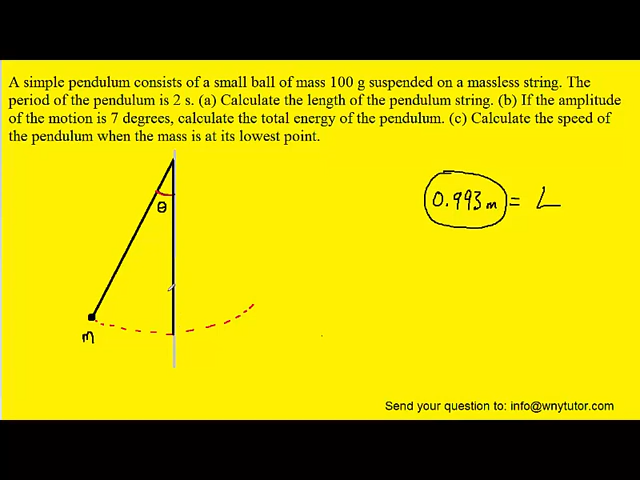 A simple pendulum consists of a small ball of mass 100 g suspended on a massless string. The
period of the pendulum is 2 s. (a) Calculate the length of the pendulum string. (b) If the amplitude
of the motion is 7 degrees, calculate the total energy of the pendulum. (c) Calculate the speed of
the pendulum when the mass is at its lowest point.
0.993 m = L
θ
m
Send your question to: info@wnytutor.com